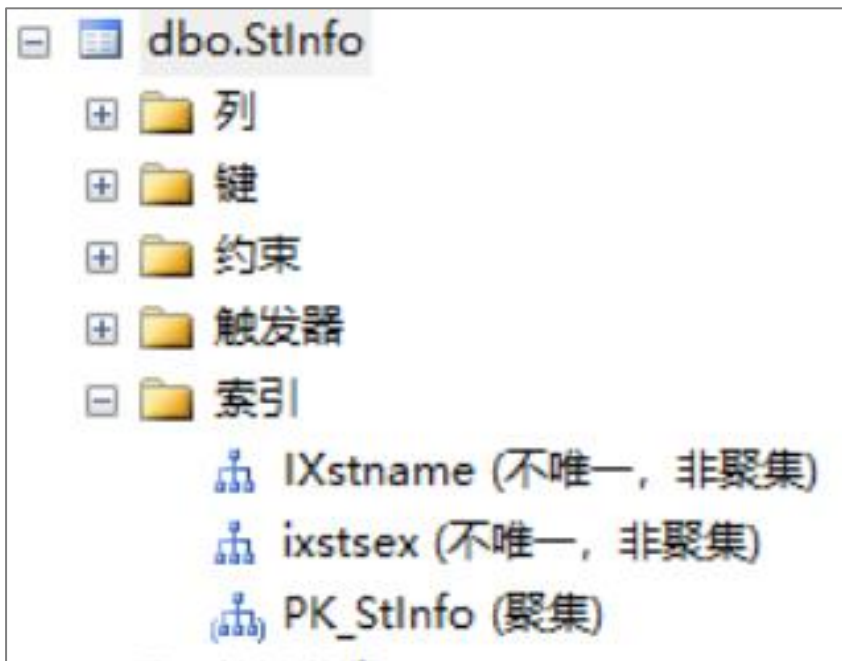 dbo.StInfo
列
键
约束
触发器
索引
IXstname (不唯一，非聚集)
ixstsex (不唯一，非聚集)
PK_StInfo (聚集)